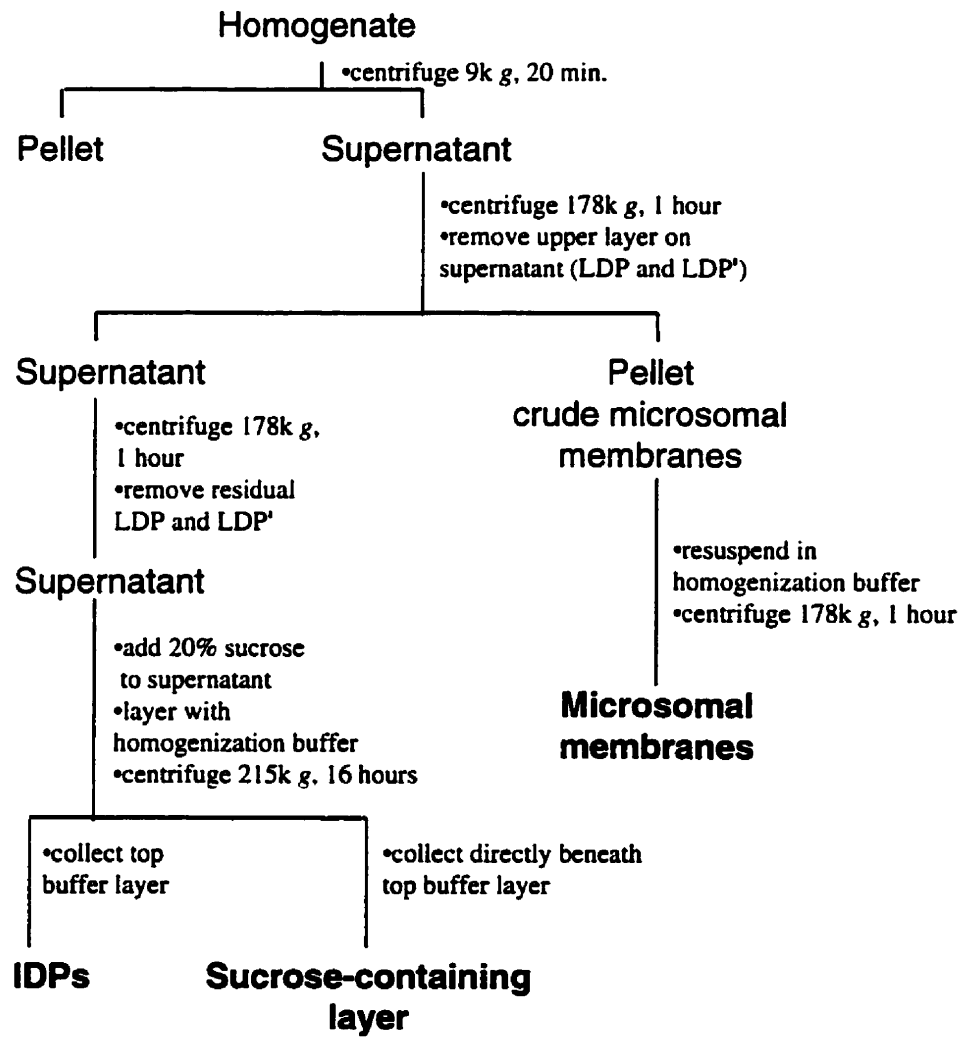 Homogenate
•centrifuge 9k g, 20 min.
Pellet
Supernatant
•centrifuge 178k g, 1 hour
•remove upper layer on
supernatant (LDP and LDP')
Supernatant
•centrifuge 178k g,
1 hour
•remove residual
LDP and LDP'
Pellet
crude microsomal
membranes
•resuspend in
homogenization buffer
•centrifuge 178k g, 1 hour
Microsomal
membranes
Supernatant
•add 20% sucrose
to supernatant
•layer with
homogenization buffer
•centrifuge 215k g, 16 hours
•collect top
buffer layer
•collect directly beneath
top buffer layer
IDPs
Sucrose-containing
layer